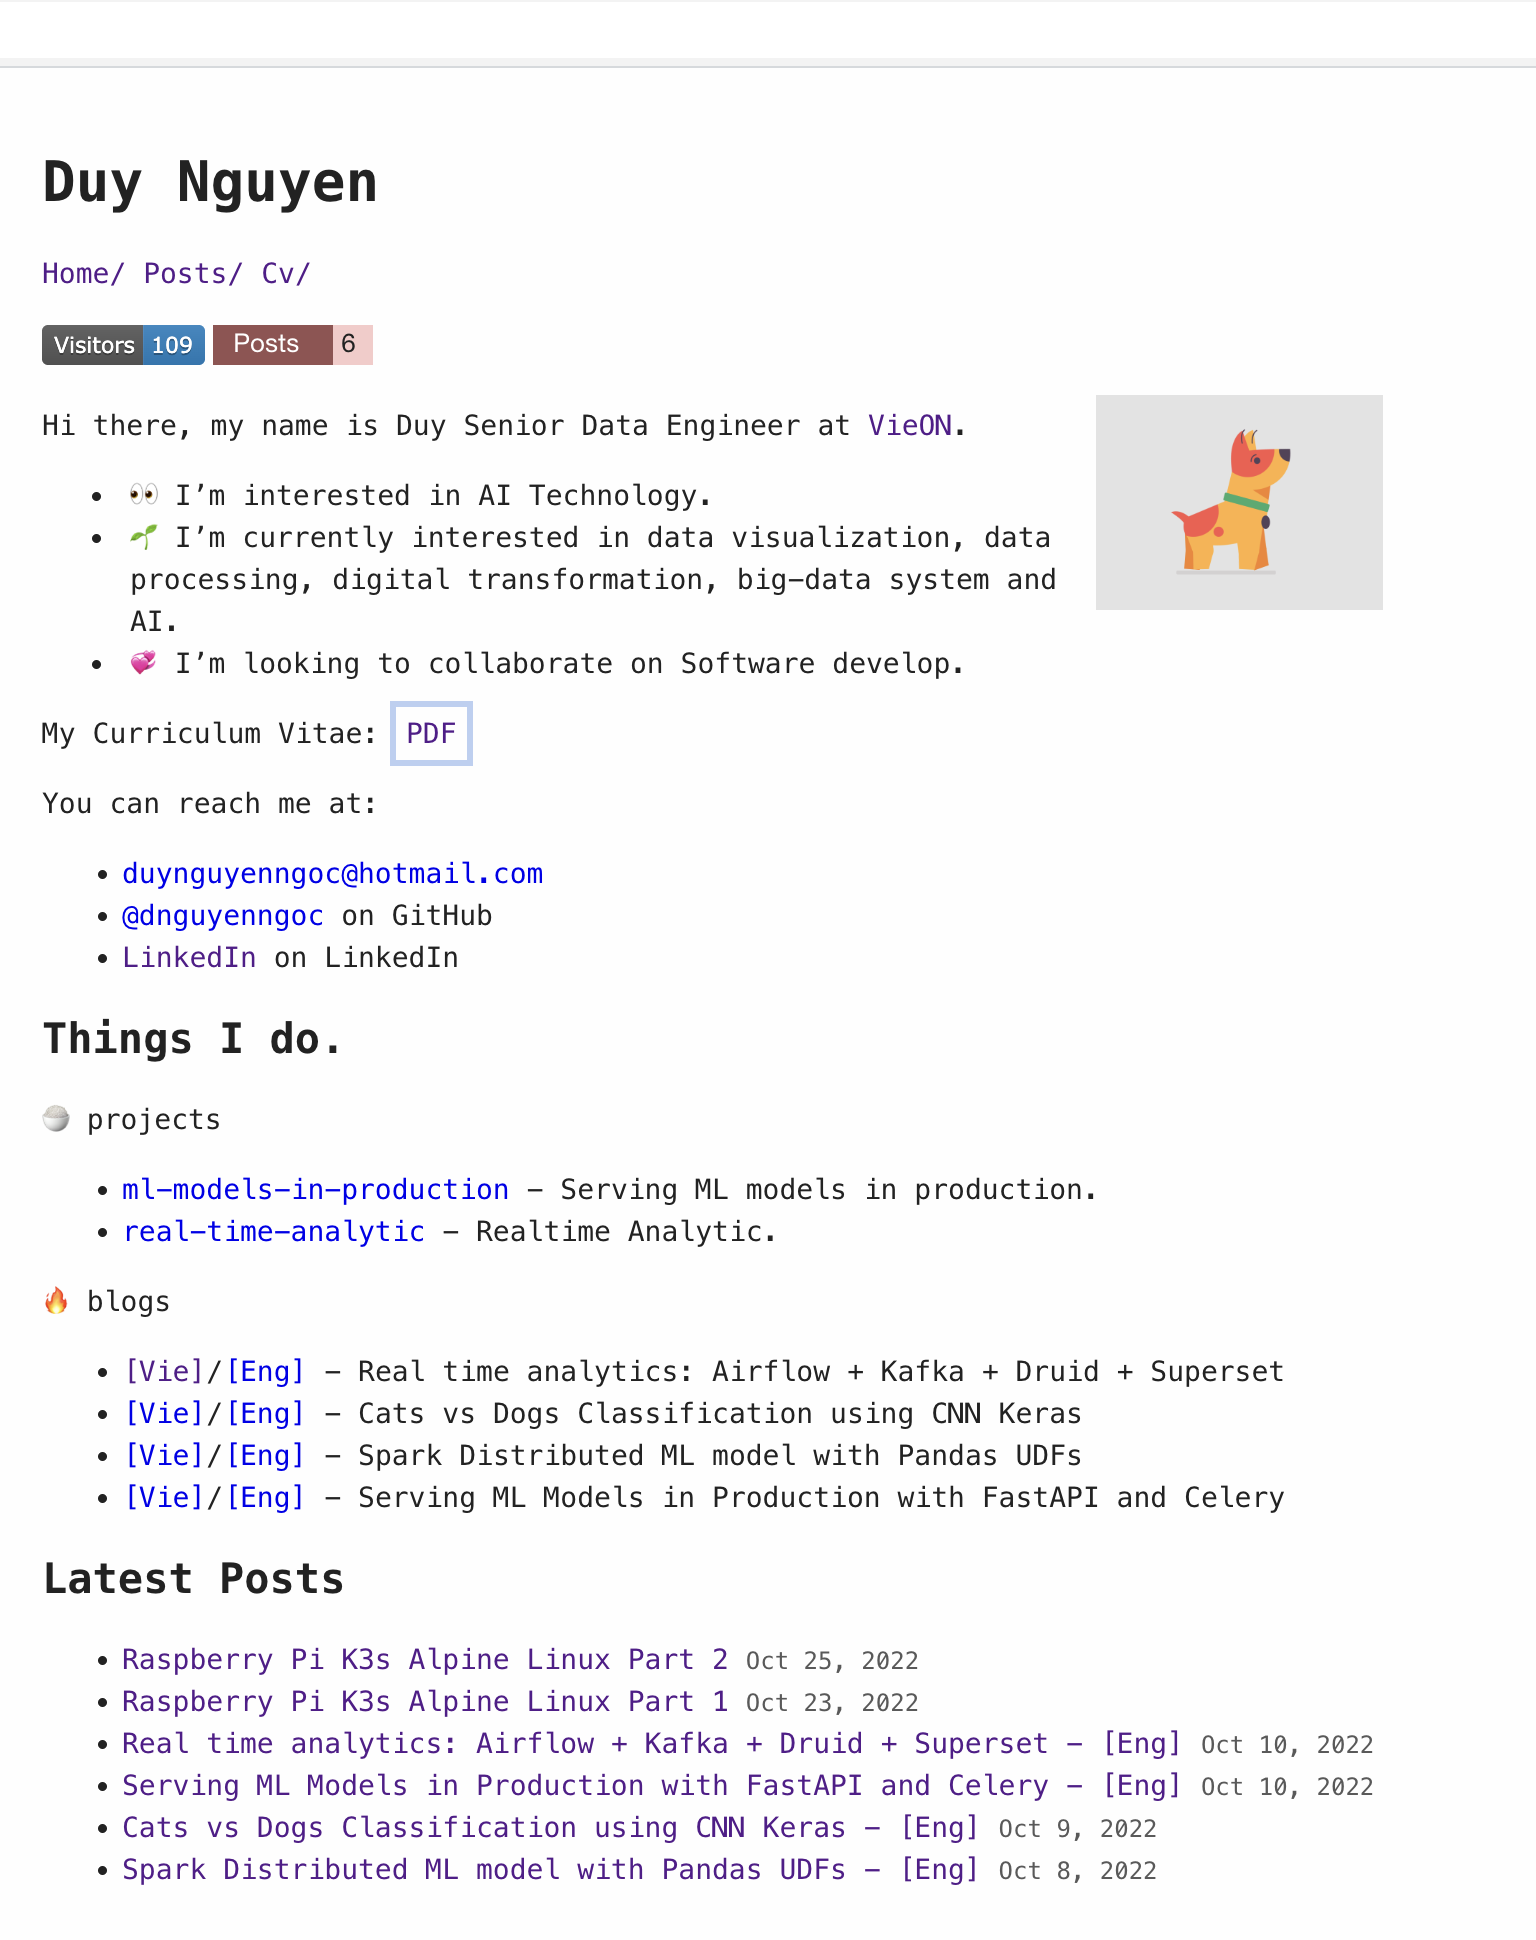 Duy Nguyen
Home/ Posts/ Cv/
Visitors 109 Posts 6
Hi there, my name is Duy Senior Data Engineer at VieON.
• 👀 I’m interested in AI Technology.
• 🌱 I’m currently interested in data visualization, data
processing, digital transformation, big-data system and
AI.
• 💞 I’m looking to collaborate on Software develop.
My Curriculum Vitae: PDF
You can reach me at:
• duynguyenngoc@hotmail.com
• @dnguyenngoc on GitHub
• LinkedIn on LinkedIn
Things I do.
🍚 projects
• ml-models-in-production - Serving ML models in production.
• real-time-analytic - Realtime Analytic.
🔥 blogs
• [Vie]/[Eng] - Real time analytics: Airflow + Kafka + Druid + Superset
• [Vie]/[Eng] - Cats vs Dogs Classification using CNN Keras
• [Vie]/[Eng] - Spark Distributed ML model with Pandas UDFs
• [Vie]/[Eng] - Serving ML Models in Production with FastAPI and Celery
Latest Posts
• Raspberry Pi K3s Alpine Linux Part 2 Oct 25, 2022
• Raspberry Pi K3s Alpine Linux Part 1 Oct 23, 2022
• Real time analytics: Airflow + Kafka + Druid + Superset - [Eng] Oct 10, 2022
• Serving ML Models in Production with FastAPI and Celery - [Eng] Oct 10, 2022
• Cats vs Dogs Classification using CNN Keras - [Eng] Oct 9, 2022
• Spark Distributed ML model with Pandas UDFs - [Eng] Oct 8, 2022